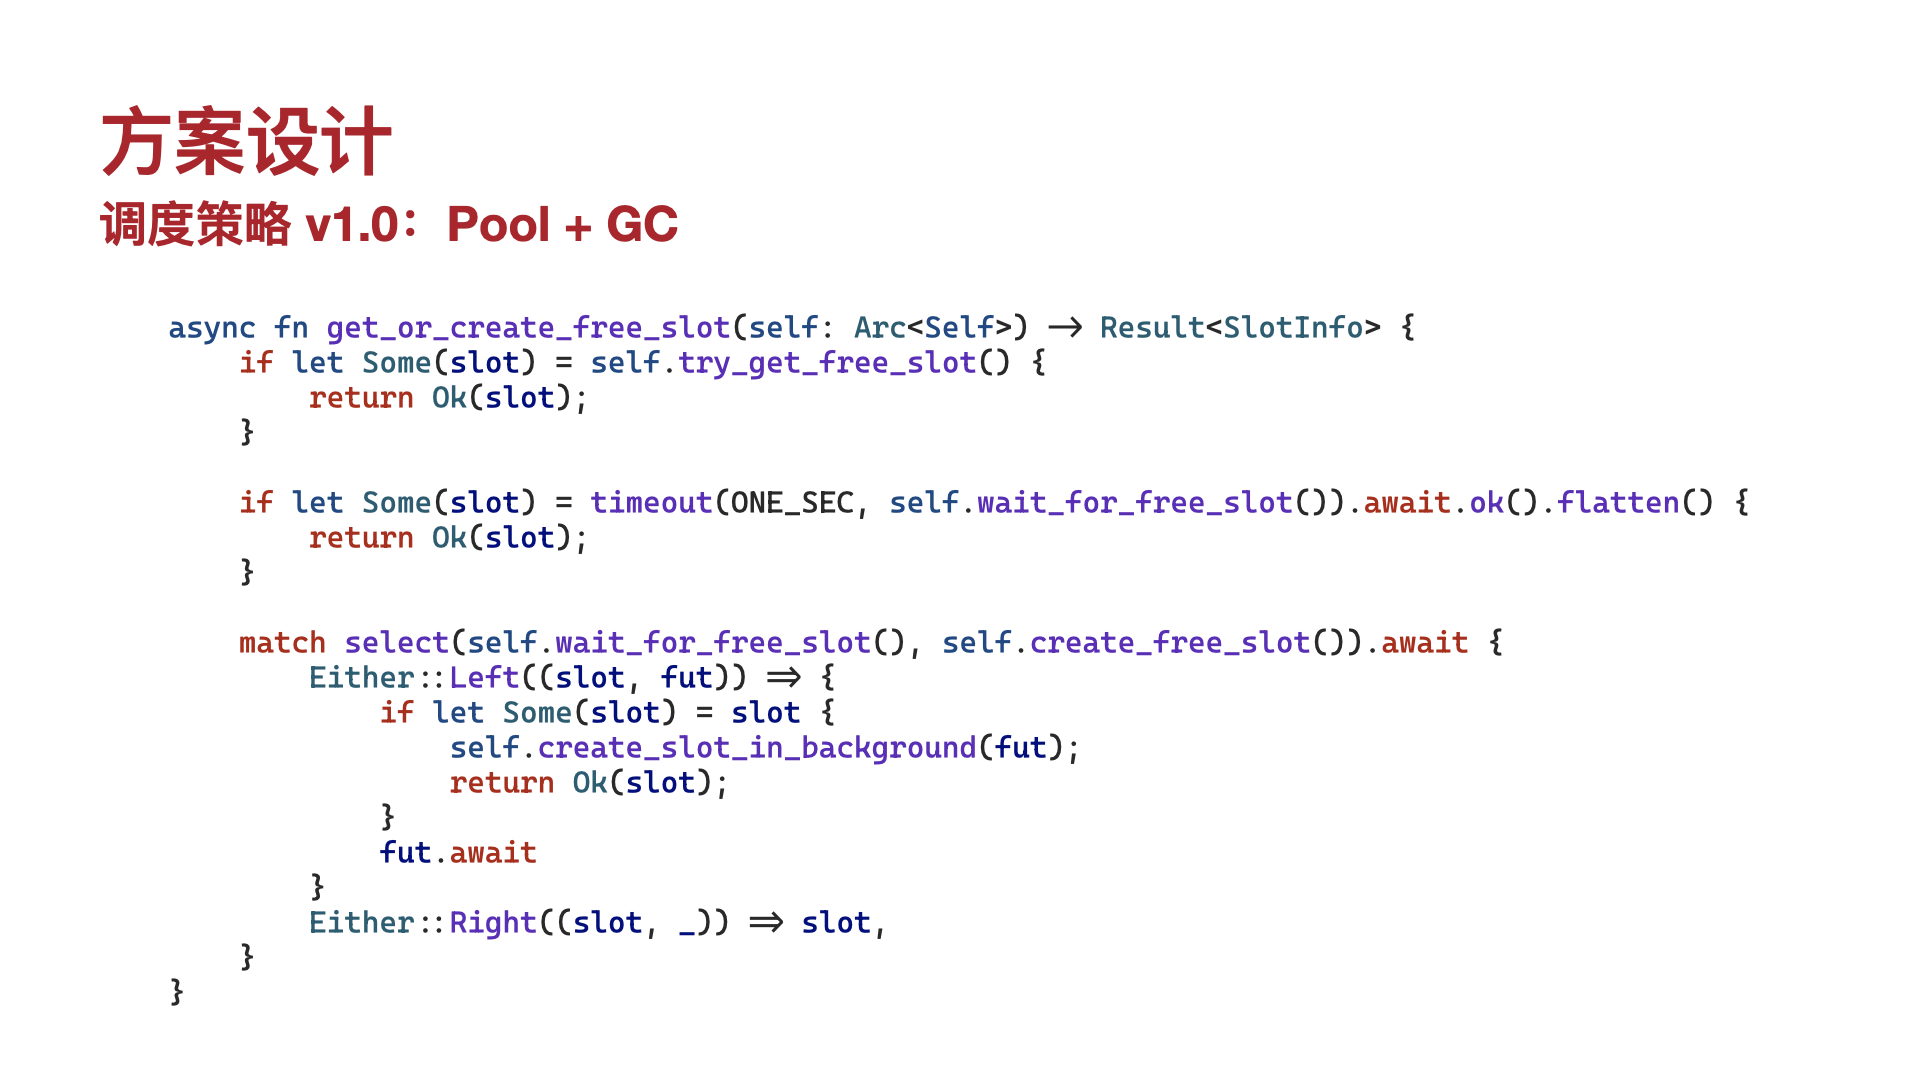 方案设计
调度策略 v1.0：Pool + GC
async fn get_or_create_free_slot(self: Arc<Self>) -> Result<SlotInfo> {
    if let Some(slot) = self.try_get_free_slot() {
        return Ok(slot);
    }

    if let Some(slot) = timeout(ONE_SEC, self.wait_for_free_slot()).await.ok().flatten() {
        return Ok(slot);
    }

    match select(self.wait_for_free_slot(), self.create_free_slot()).await {
        Either::Left((slot, fut)) => {
            if let Some(slot) = slot {
                self.create_slot_in_background(fut);
                return Ok(slot);
            }
            fut.await
        }
        Either::Right((slot, _)) => slot,
    }
}